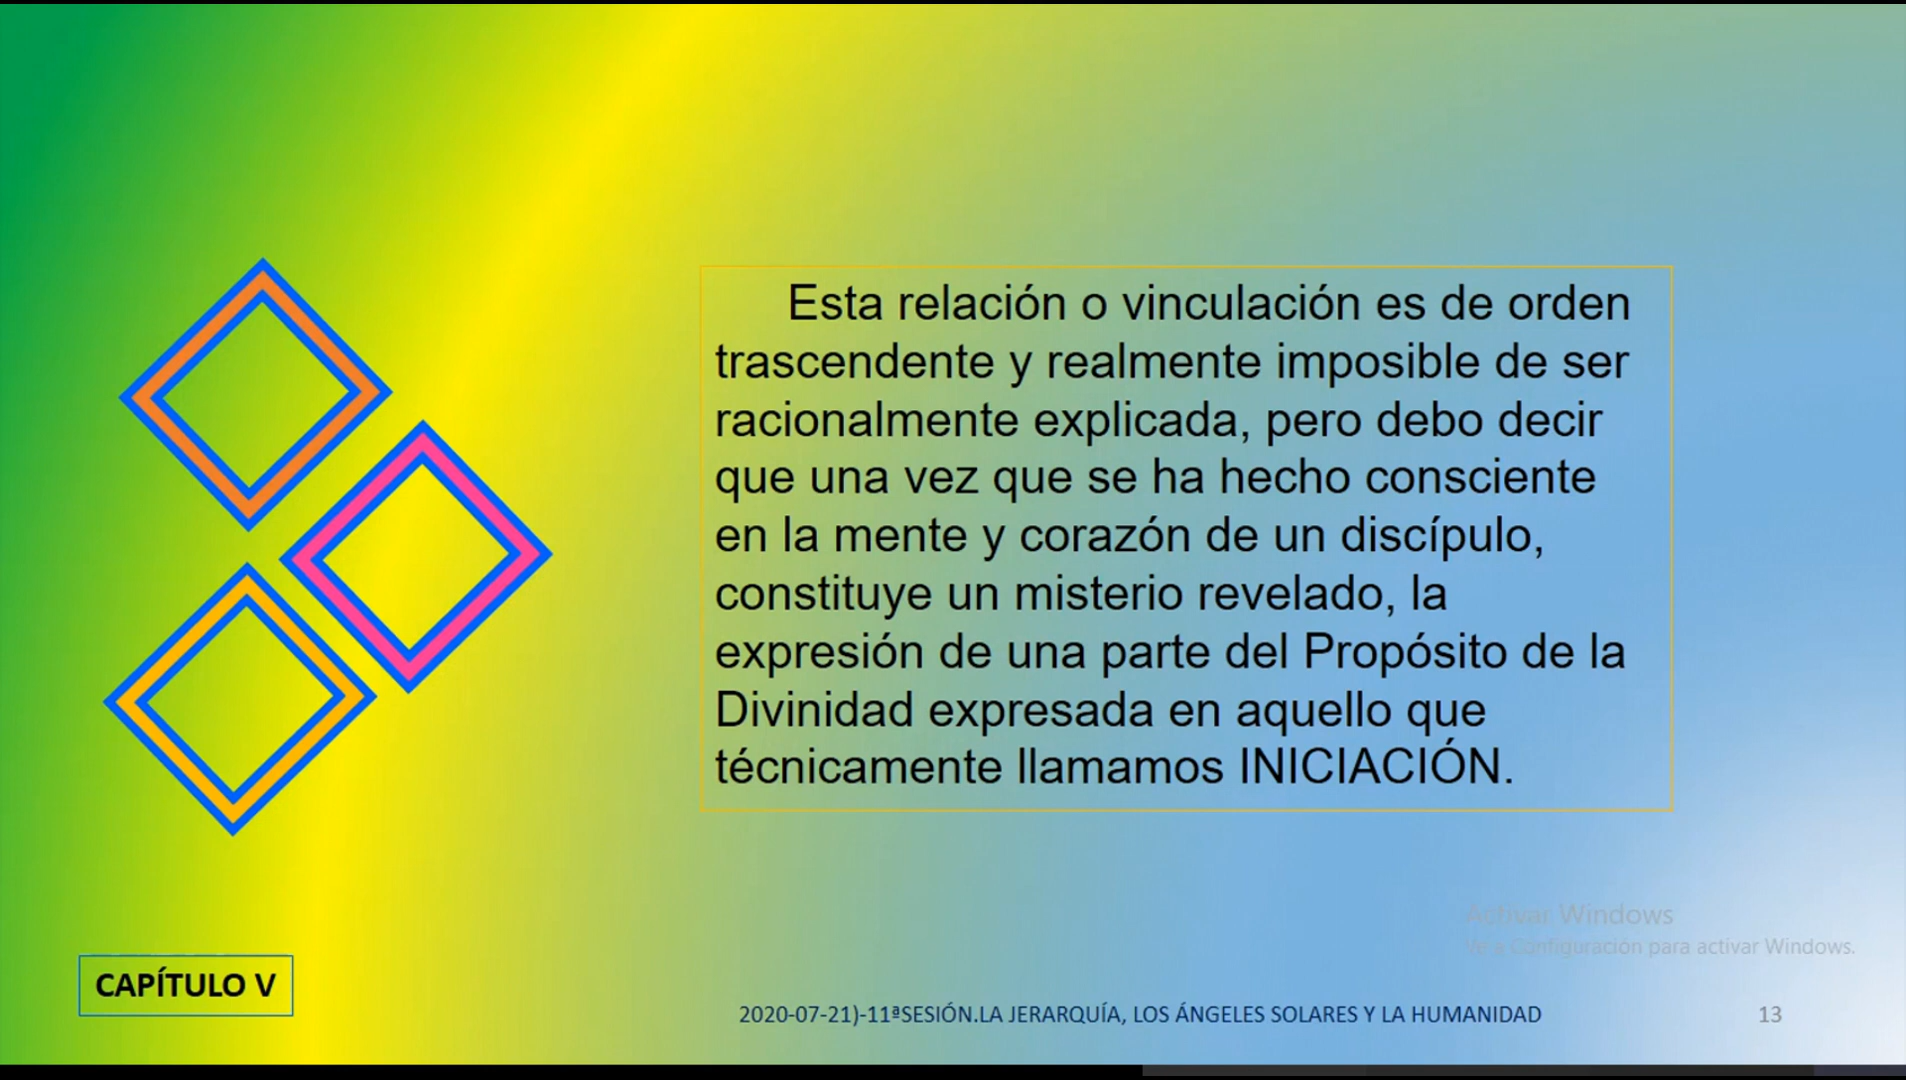 Esta relación o vinculación es de orden
trascendente y realmente imposible de ser
racionalmente explicada, pero debo decir
que una vez que se ha hecho consciente
en la mente y corazón de un discípulo,
constituye un misterio revelado, la
expresión de una parte del Propósito de la
Divinidad expresada en aquello que
técnicamente llamamos INICIACIÓN.
Activar Windows
Ve a Configuración para activar Windows.
CAPÍTULO V
2020-07-21)-11ªSESIÓN.LA JERARQUÍA, LOS ÁNGELES SOLARES Y LA HUMANIDAD
13